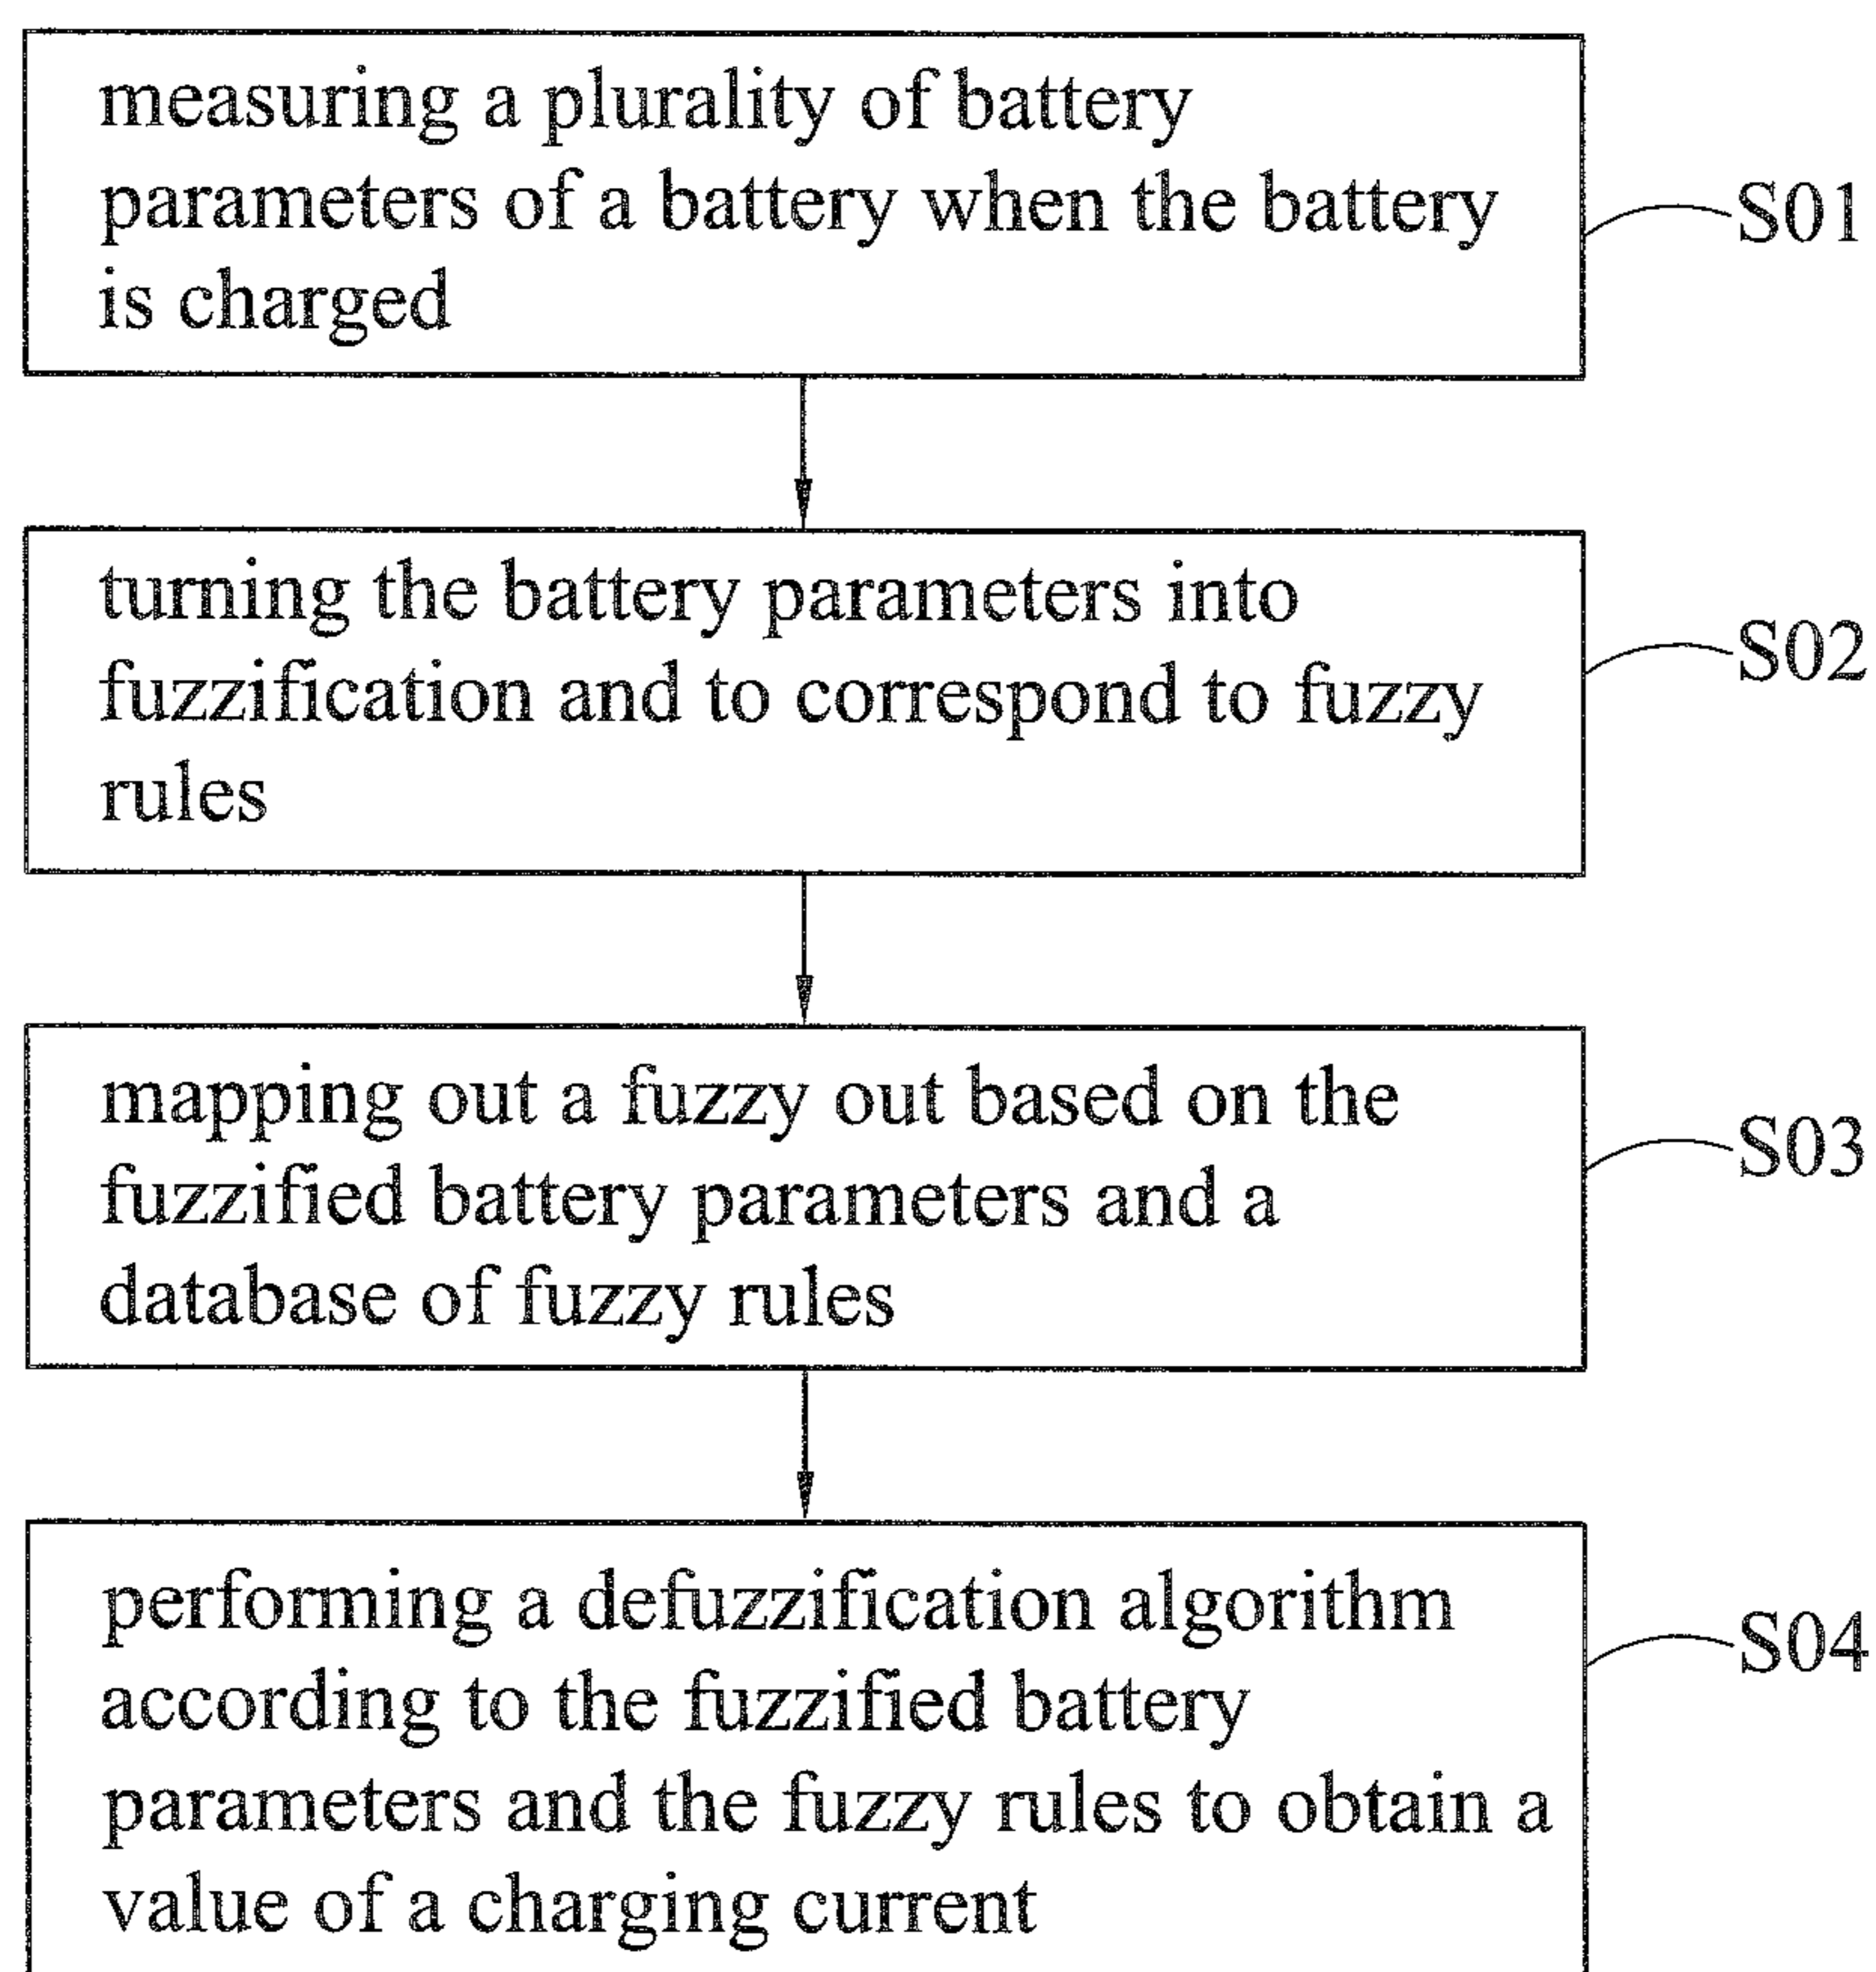 measuring a plurality of battery
parameters of a battery when the battery
is charged
S01
turning the battery parameters into
fuzzification and to correspond to fuzzy
rules
S02
mapping out a fuzzy out based on the
fuzzified battery parameters and a
database of fuzzy rules
S03
performing a defuzzification algorithm
according to the fuzzified battery
parameters and the fuzzy rules to obtain a
value of a charging current
S04